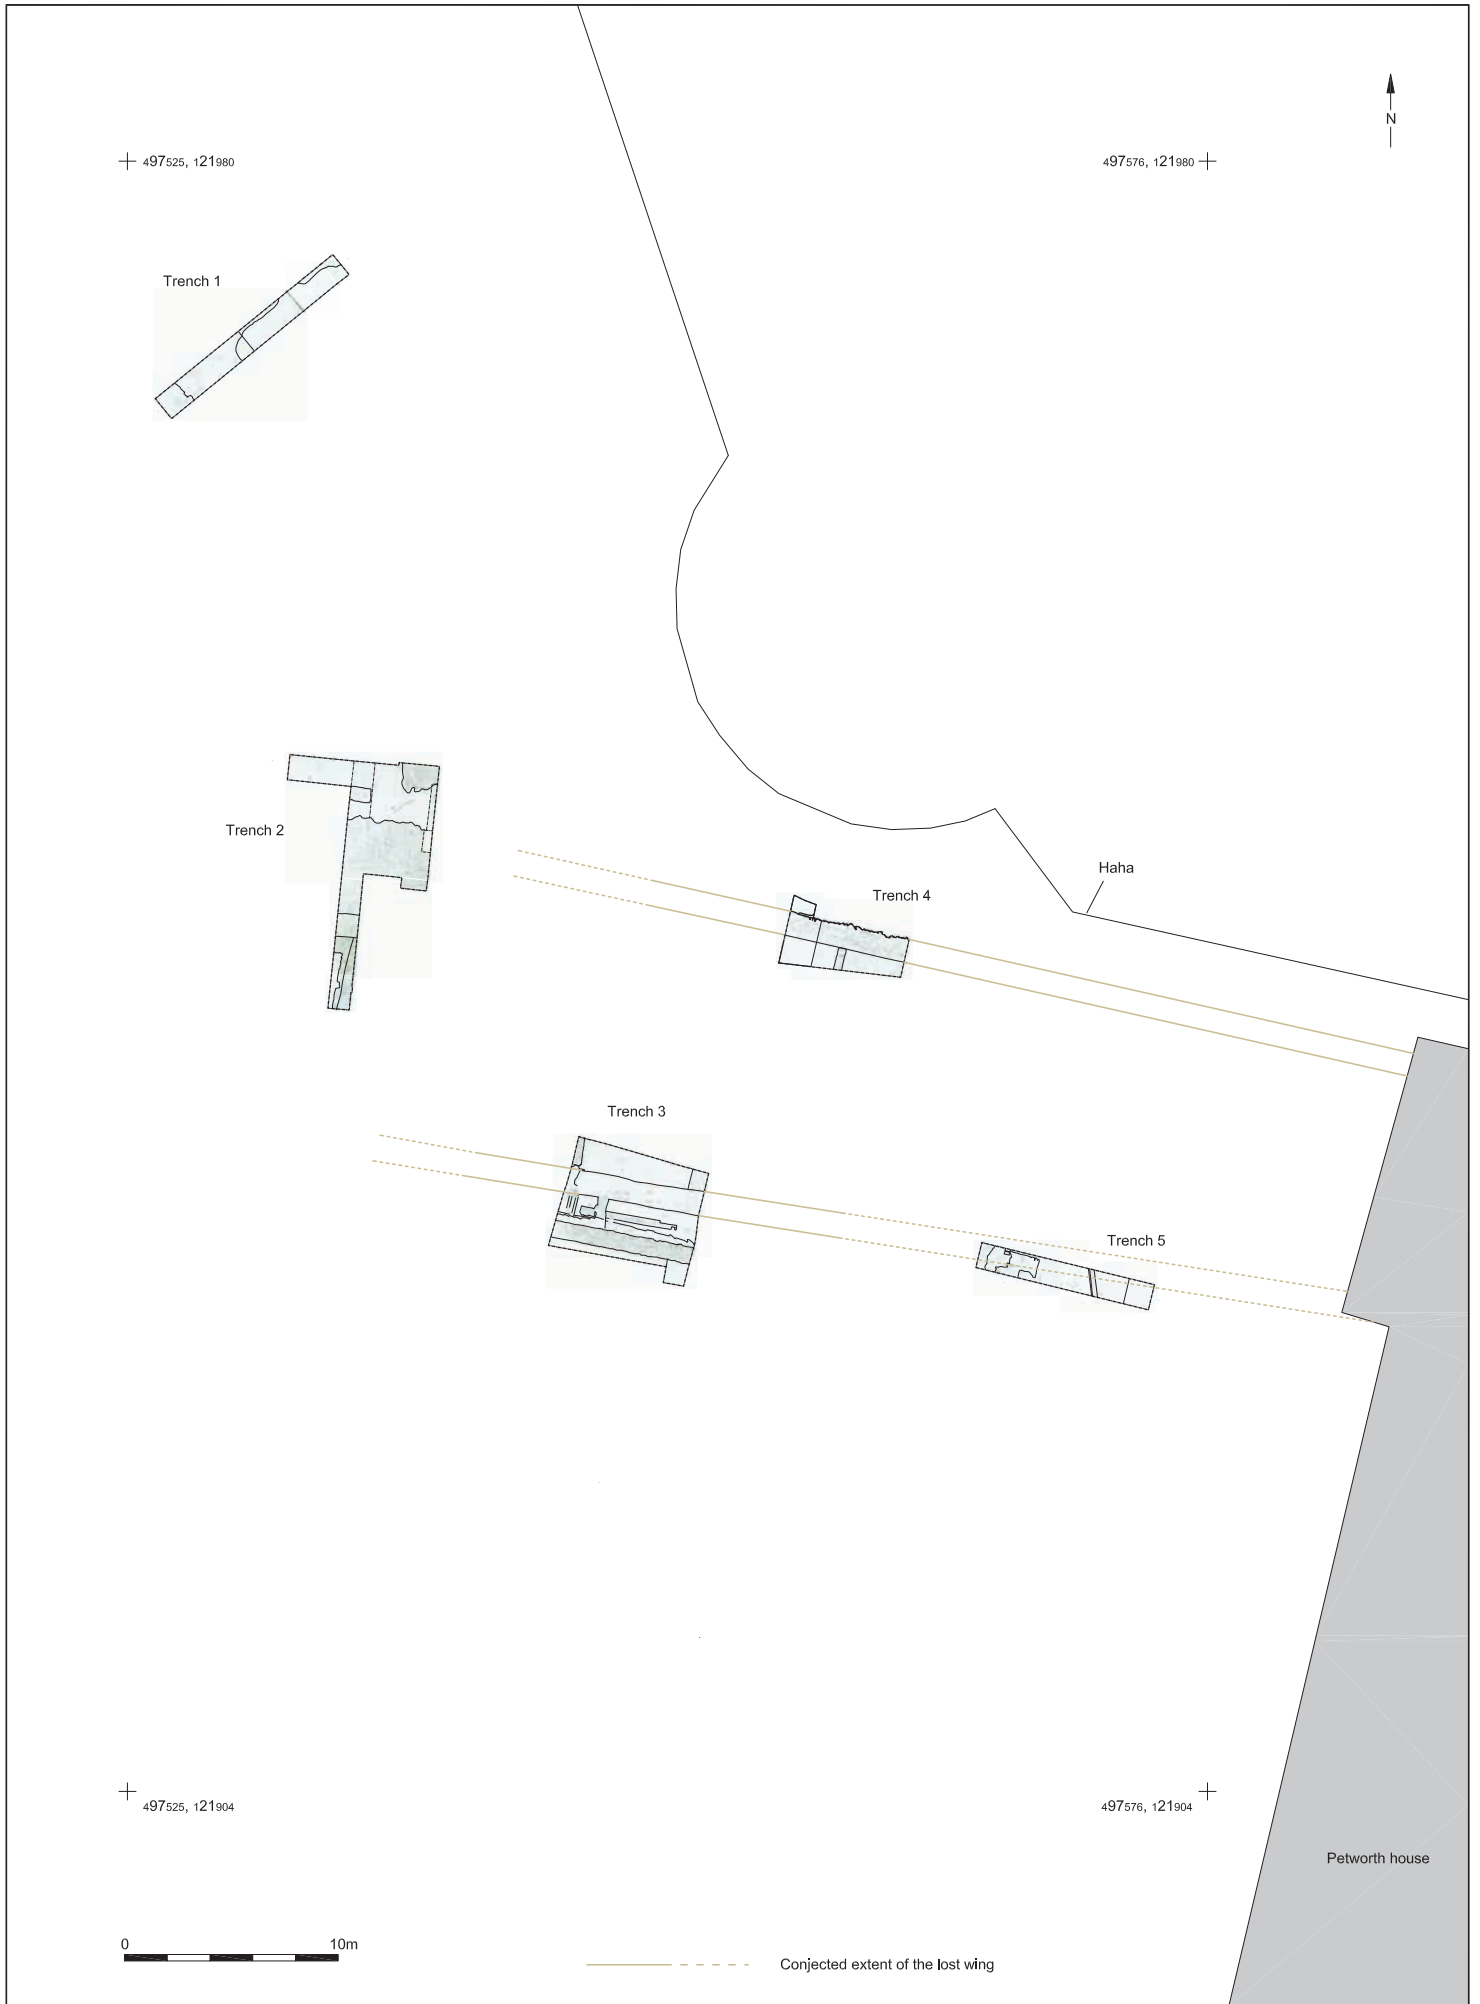 N
497525, 121980
497576, 121980
Trench 1
Trench 2
Haha
Trench 4
Trench 3
Trench 5
497525, 121904
497576, 121904
Petworth house
0 10m
Conjected extent of the lost wing